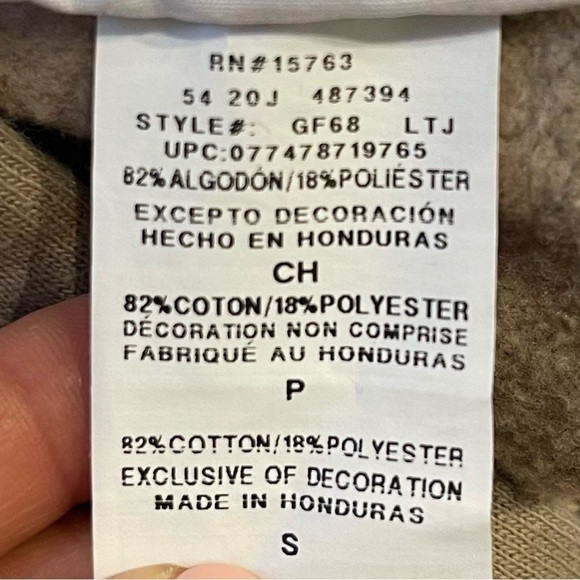 RN#15763
54 20J 487394
STYLE#: GF68 LTJ
UPC:077478719765
82%ALGODÓN/18%POLIÉSTER
EXCEPTO DECORACIÓN
HECHO EN HONDURAS
CH
82%COTON/18%POLYESTER
DÉCORATION NON COMPRISE
FABRIQUÉ AU HONDURAS
P
82%COTTON/18%POLYESTER
EXCLUSIVE OF DECORATION
MADE IN HONDURAS
S